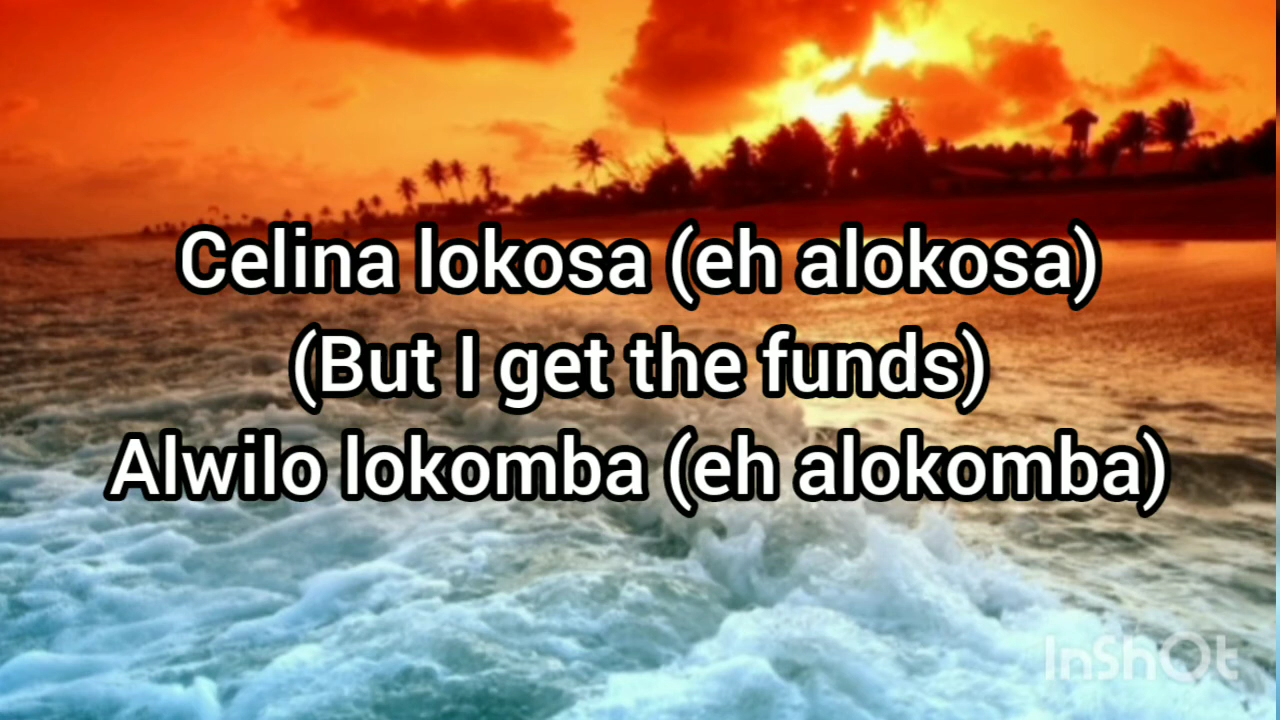 Celina lokosa (eh alokosa)
(But I get the funds)
Alwilo lokomba (eh alokomba)
InShOt